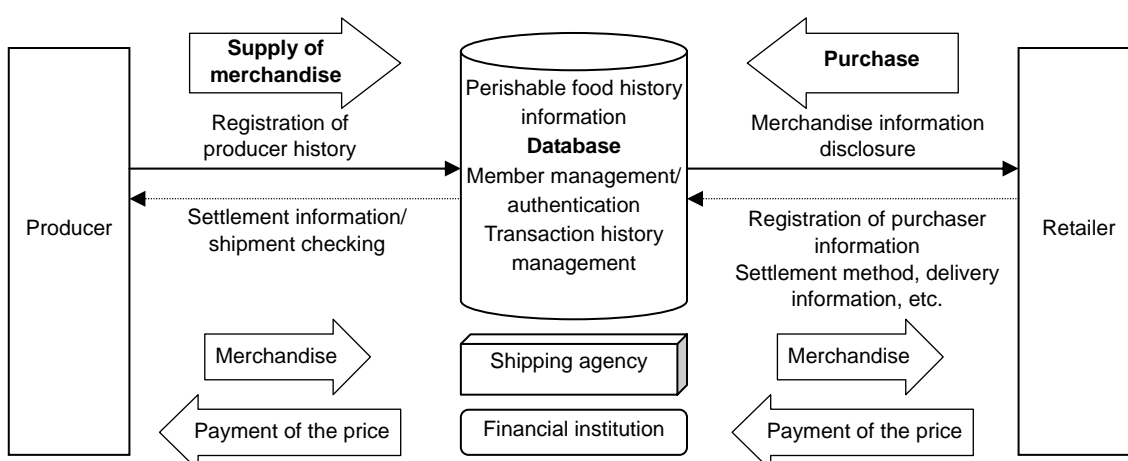 Supply of
merchandise
Purchase
Perishable food history
information
Database
Member management/
authentication
Transaction history
management
Registration of
producer history
Merchandise information
disclosure
Producer
Settlement information/
shipment checking
Registration of purchaser
information
Settlement method, delivery
information, etc.
Retailer
Merchandise
Shipping agency
Merchandise
Payment of the price
Financial institution
Payment of the price